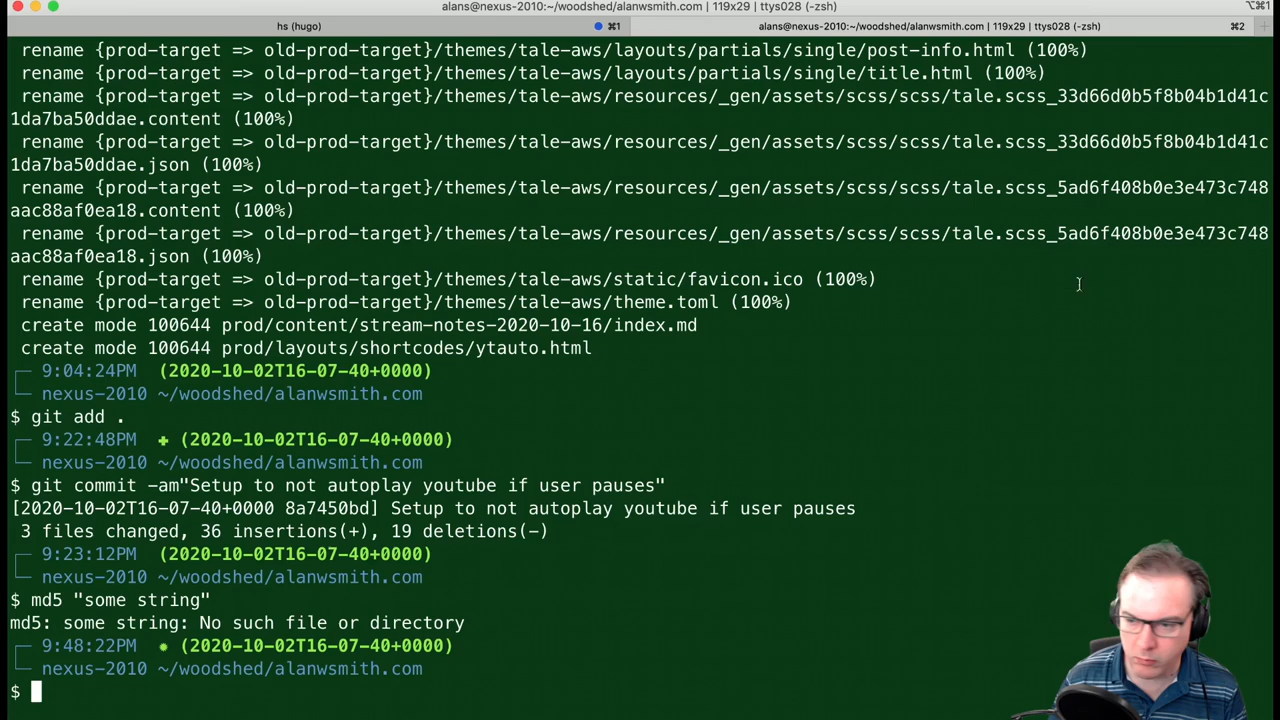 alans@nexus-2010:~/woodshed/alanwsmith.com | 119x29 | ttys028 (-zsh)
⌥⌘1
hs (hugo)
⌘1
alans@nexus-2010:~/woodshed/alanwsmith.com | 119x29 | ttys028 (-zsh)
⌘2
rename {prod-target => old-prod-target}/themes/tale-aws/layouts/partials/single/post-info.html (100%)
rename {prod-target => old-prod-target}/themes/tale-aws/layouts/partials/single/title.html (100%)
rename {prod-target => old-prod-target}/themes/tale-aws/resources/_gen/assets/scss/scss/tale.scss_33d66d0b5f8b04b1d41c
1da7ba50ddae.content (100%)
rename {prod-target => old-prod-target}/themes/tale-aws/resources/_gen/assets/scss/scss/tale.scss_33d66d0b5f8b04b1d41c
1da7ba50ddae.json (100%)
rename {prod-target => old-prod-target}/themes/tale-aws/resources/_gen/assets/scss/scss/tale.scss_5ad6f408b0e3e473c748
aac88af0ea18.content (100%)
rename {prod-target => old-prod-target}/themes/tale-aws/resources/_gen/assets/scss/scss/tale.scss_5ad6f408b0e3e473c748
aac88af0ea18.json (100%)
rename {prod-target => old-prod-target}/themes/tale-aws/static/favicon.ico (100%)
rename {prod-target => old-prod-target}/themes/tale-aws/theme.toml (100%)
create mode 100644 prod/content/stream-notes-2020-10-16/index.md
create mode 100644 prod/layouts/shortcodes/ytauto.html
9:04:24PM (2020-10-02T16-07-40+0000)
nexus-2010 ~/woodshed/alanwsmith.com
$ git add .
9:22:48PM ✚ (2020-10-02T16-07-40+0000)
nexus-2010 ~/woodshed/alanwsmith.com
$ git commit -am"Setup to not autoplay youtube if user pauses"
[2020-10-02T16-07-40+0000 8a7450bd] Setup to not autoplay youtube if user pauses
3 files changed, 36 insertions(+), 19 deletions(-)
9:23:12PM (2020-10-02T16-07-40+0000)
nexus-2010 ~/woodshed/alanwsmith.com
$ md5 "some string"
md5: some string: No such file or directory
9:48:22PM ✹ (2020-10-02T16-07-40+0000)
nexus-2010 ~/woodshed/alanwsmith.com
$